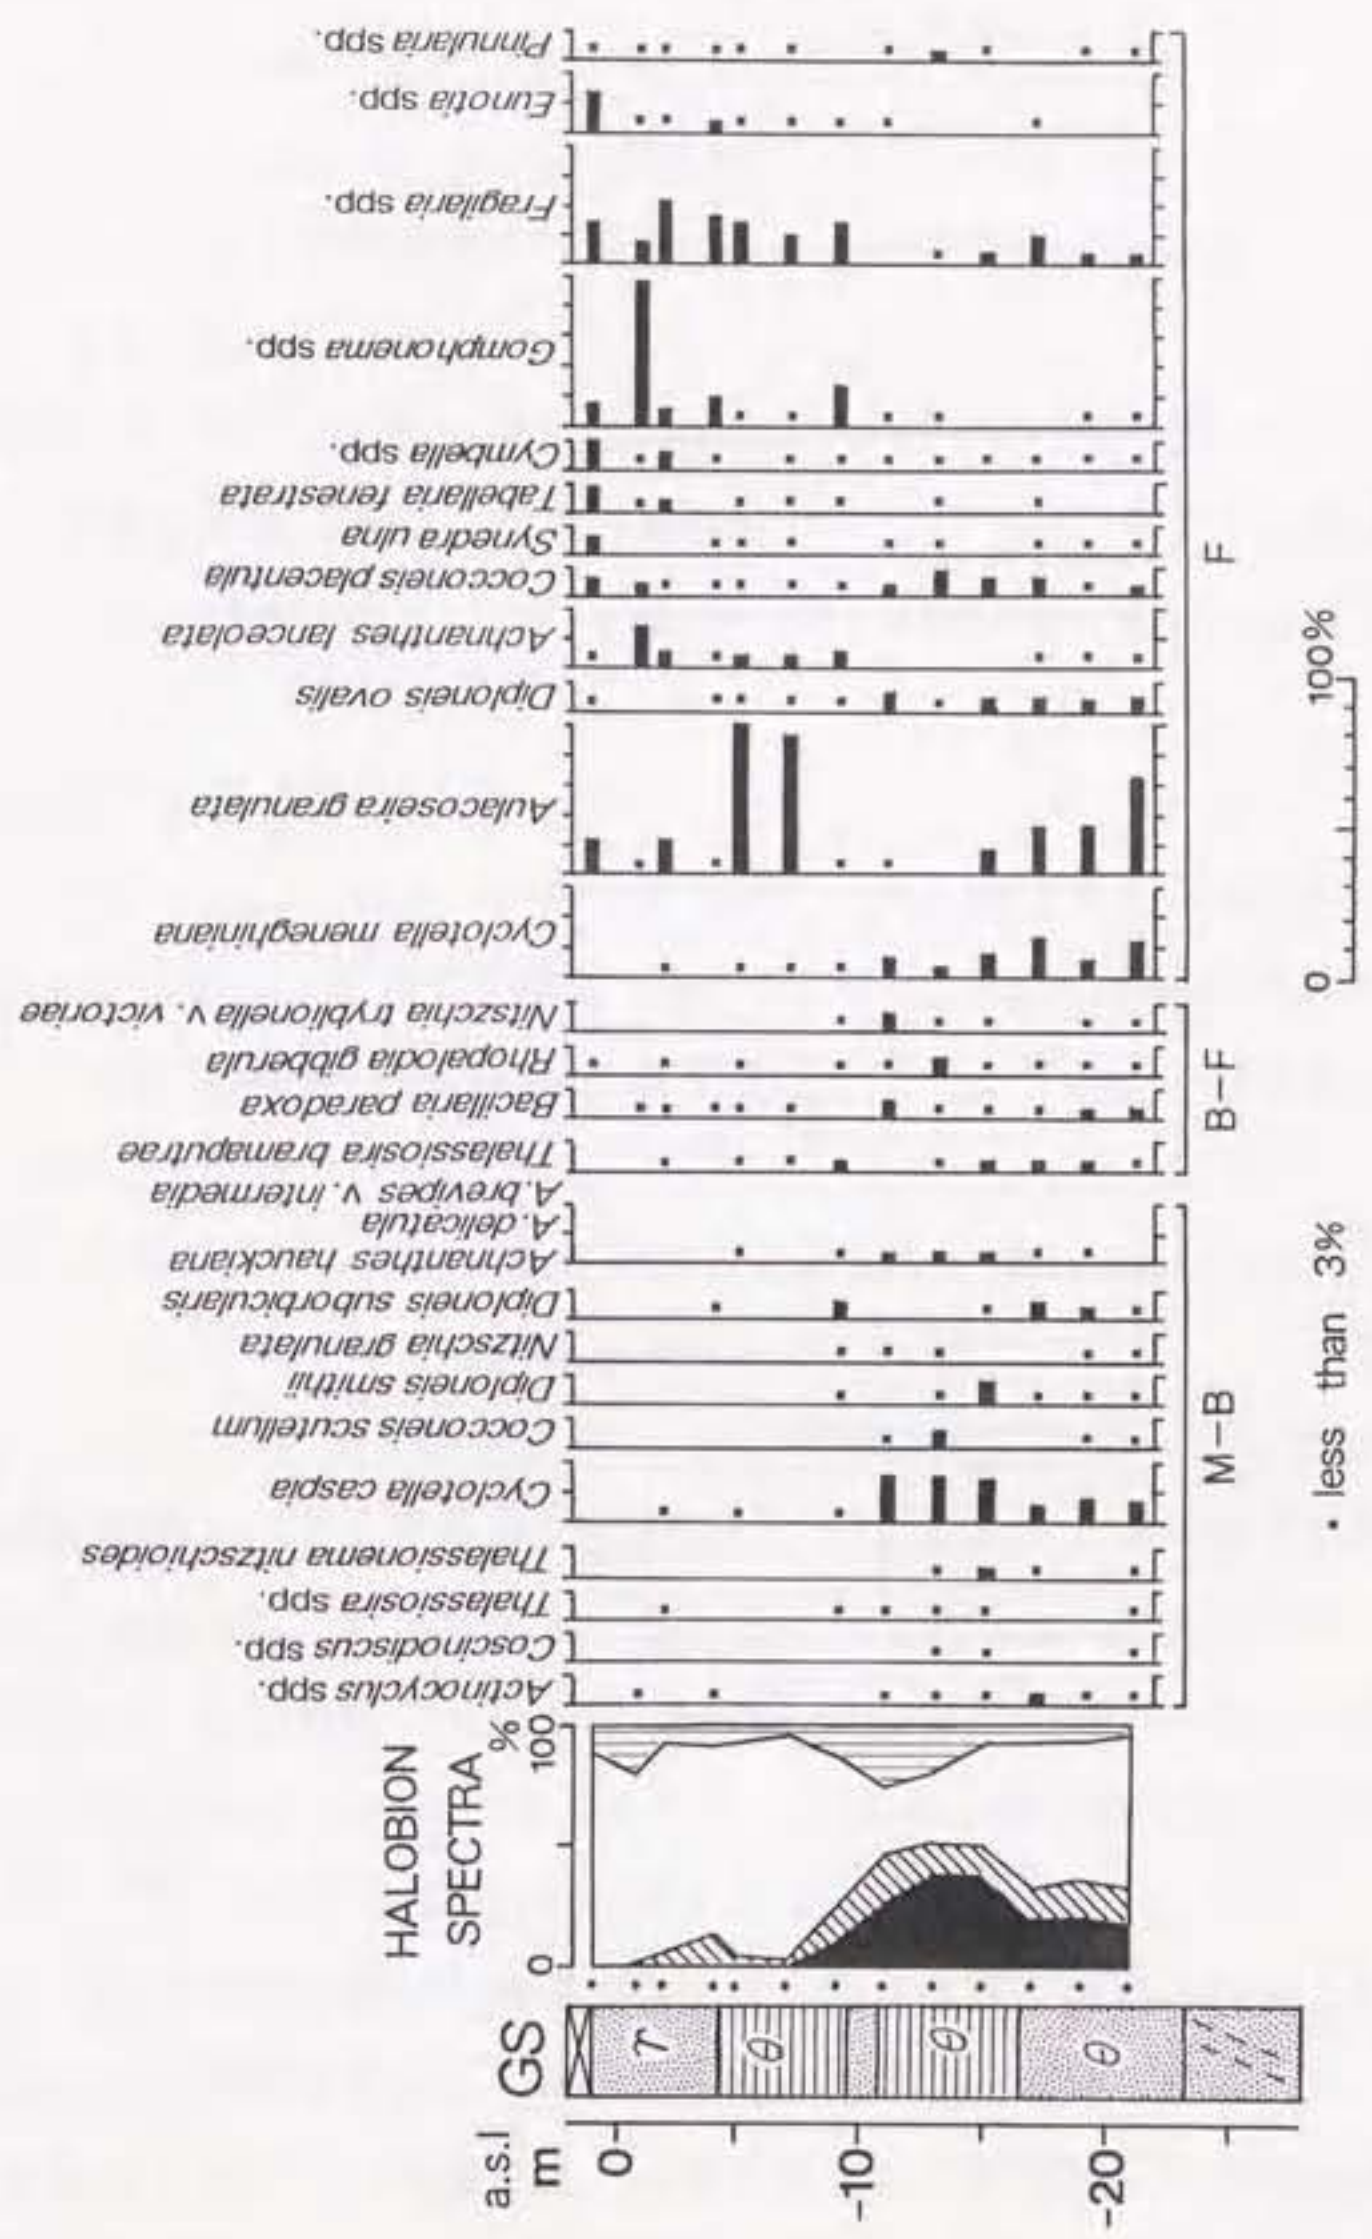 a.s.l
m
0
-10
-20
GS
γ
θ
θ
θ
HALOBION
SPECTRA
%
0
100
Actinocyclus spp.
Coscinodiscus spp.
Thalassiosira spp.
Thalassionema nitzschioides
Cyclotella caspia
Cocconeis scutellum
Diploneis smithii
Nitzschia granulata
Diploneis suborbicularis
Achnanthes hauckiana
A. delicatula
A. brevipes v. intermedia
Thalassiosira bramaputrae
Bacillaria paradoxa
Rhopalodia gibberula
Nitszchia tryblionella v. victoriae
Cyclotella meneghiniana
Aulacoseira granulata
Diploneis ovalis
Achnanthes lanceolata
Cocconeis placentula
Synedra ulna
Tabellaria fenestrata
Cymbella spp.
Gomphonema spp.
Fragilaria spp.
Eunotia spp.
Pinnularia spp.
M-B
B-F
F
• less than 3%
0
100%